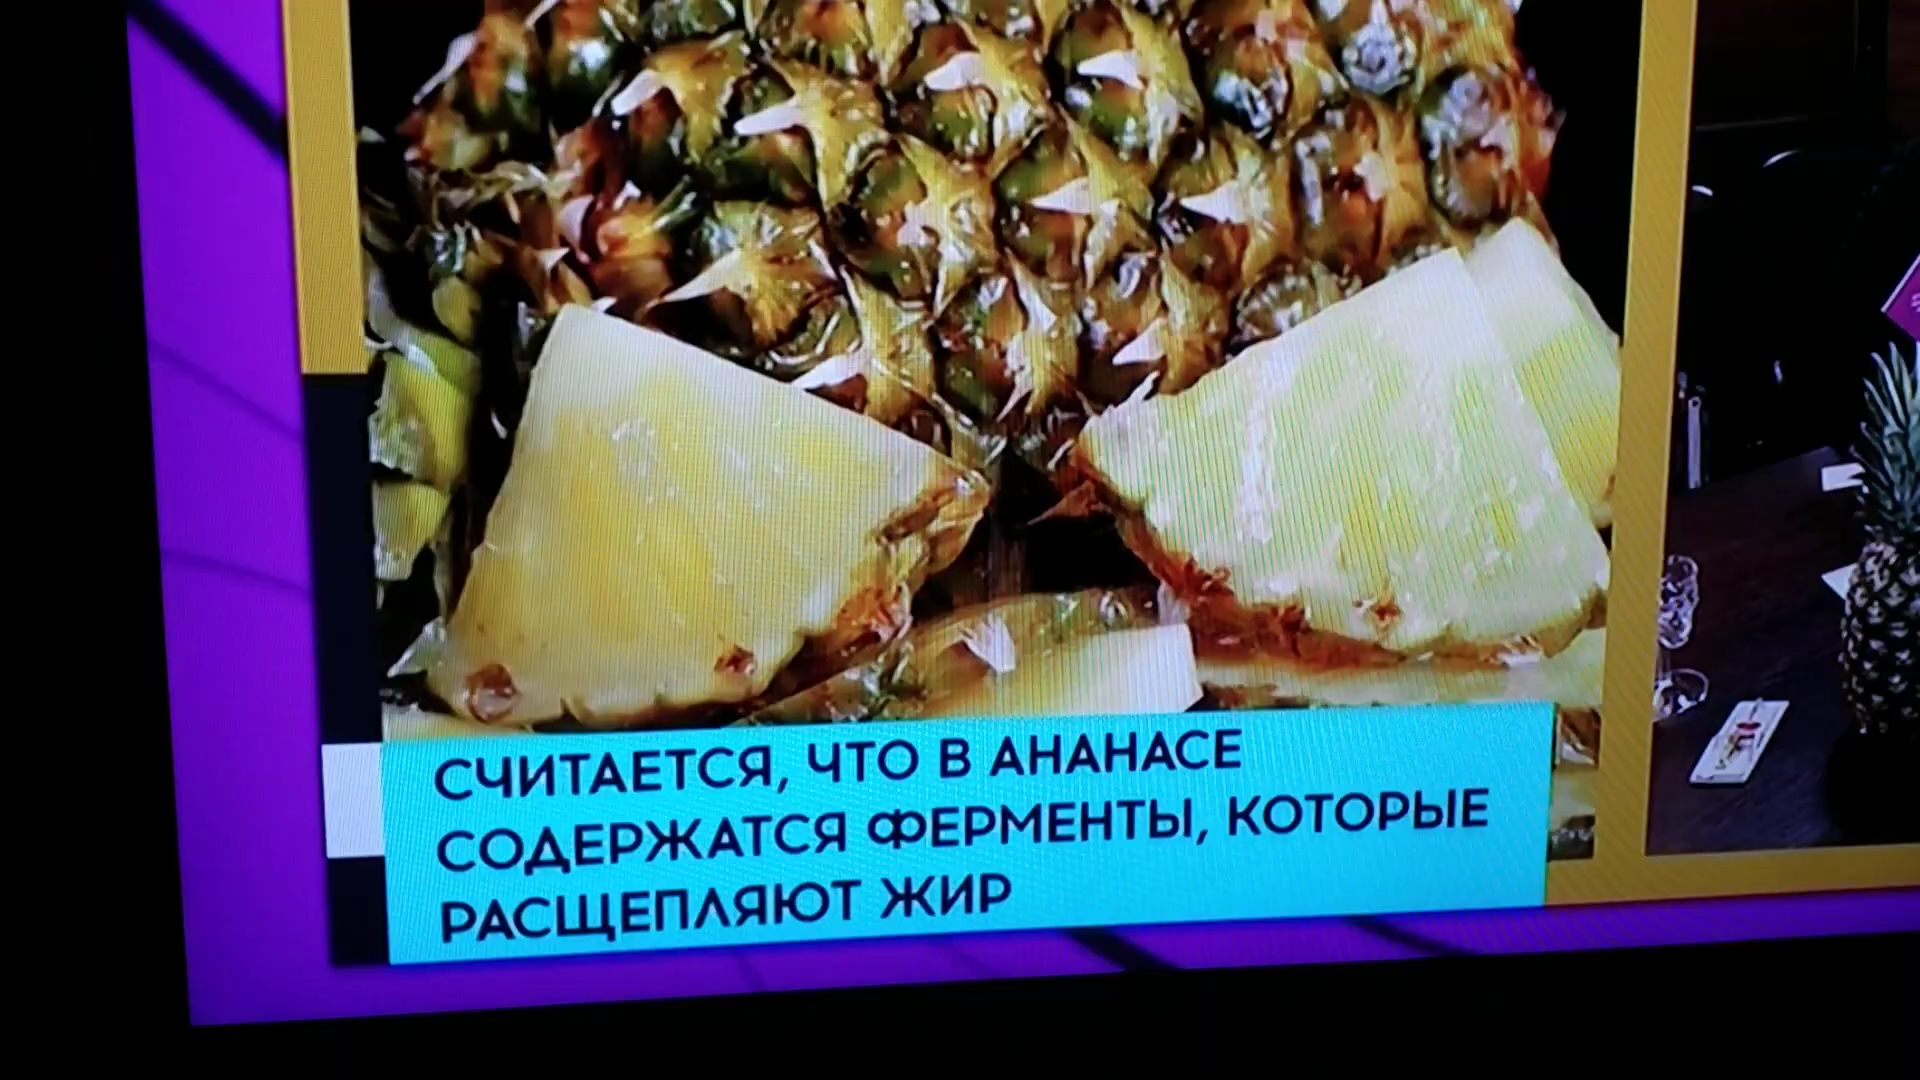 СЧИТАЕТСЯ, ЧТО В АНАНАСЕ
СОДЕРЖАТСЯ ФЕРМЕНТЫ, КОТОРЫЕ
РАСЩЕПЛЯЮТ ЖИР